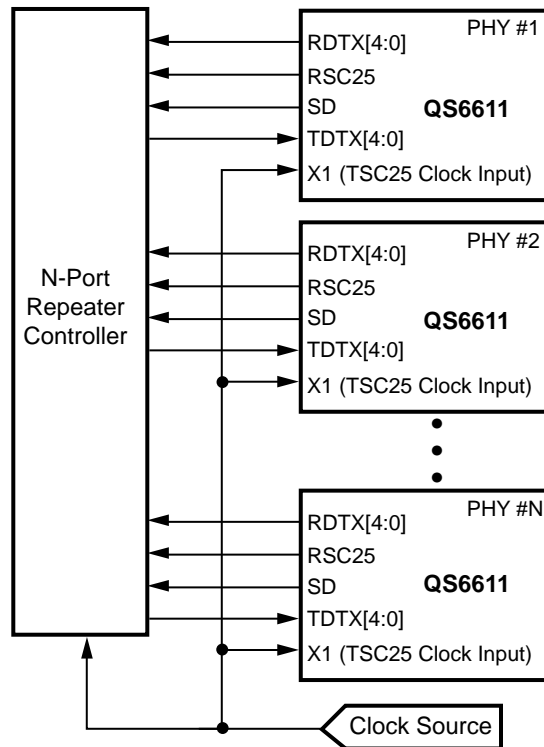 N-Port
Repeater
Controller
PHY #1
RDTX[4:0]
RSC25
SD
QS6611
TDTX[4:0]
X1 (TSC25 Clock Input)
PHY #2
RDTX[4:0]
RSC25
SD
QS6611
TDTX[4:0]
X1 (TSC25 Clock Input)
PHY #N
RDTX[4:0]
RSC25
SD
QS6611
TDTX[4:0]
X1 (TSC25 Clock Input)
Clock Source